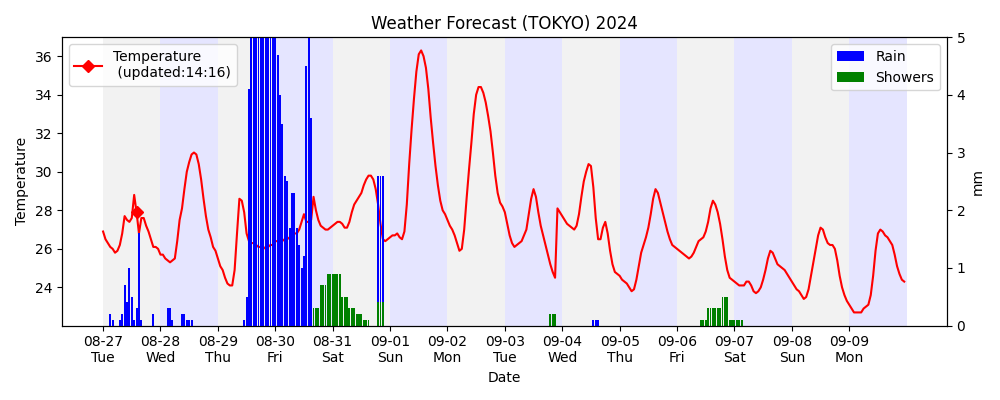 Weather Forecast (TOKYO) 2024
Temperature
(updated:14:16)
Rain
Showers
36
34
32
30
28
26
24
Temperature
5
4
3
2
1
0
mm
08-27 08-28 08-29 08-30 08-31 09-01 09-02 09-03 09-04 09-05 09-06 09-07 09-08 09-09
Tue Wed Thu Fri Sat Sun Mon Tue Wed Thu Fri Sat Sun Mon
Date